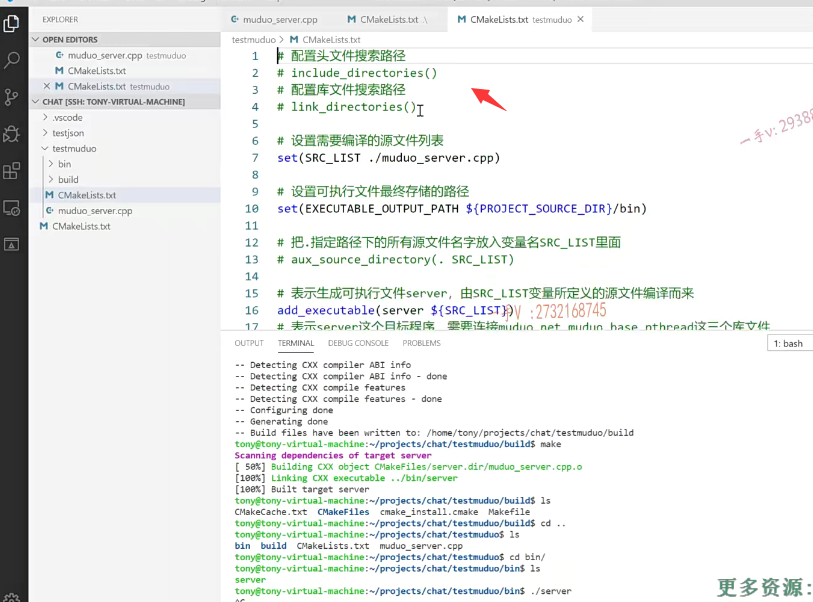 EXPLORER
OPEN EDITORS
muduo_server.cpp testmuduo
CMakeLists.txt
CMakeLists.txt testmuduo
CHAT [SSH: TONY-VIRTUAL-MACHINE]
.vscode
testjson
testmuduo
bin
build
CMakeLists.txt
muduo_server.cpp
CMakeLists.txt
muduo_server.cpp
CMakeLists.txt .\
CMakeLists.txt testmuduo
testmuduo > CMakeLists.txt
1 # 配置头文件搜索路径
2 # include_directories()
3 # 配置库文件搜索路径
4 # link_directories()
5
6 # 设置需要编译的源文件列表
7 set(SRC_LIST ./muduo_server.cpp)
8
9 # 设置可执行文件最终存储的路径
10 set(EXECUTABLE_OUTPUT_PATH ${PROJECT_SOURCE_DIR}/bin)
11
12 # 把.指定路径下的所有源文件名字放入变量名SRC_LIST里面
13 # aux_source_directory(. SRC_LIST)
14
15 # 表示生成可执行文件server，由SRC_LIST变量所定义的源文件编译而来
16 add_executable(server ${SRC_LIST})
17 # 表示server这个目标程序，需要连接muduo_net muduo_base pthread这三个库文件
一手v: 29388
手V :2732168745
OUTPUT TERMINAL DEBUG CONSOLE PROBLEMS
1: bash
-- Detecting CXX compiler ABI info
-- Detecting CXX compiler ABI info - done
-- Detecting CXX compile features
-- Detecting CXX compile features - done
-- Configuring done
-- Generating done
-- Build files have been written to: /home/tony/projects/chat/testmuduo/build
tony@tony-virtual-machine:~/projects/chat/testmuduo/build$ make
Scanning dependencies of target server
[ 50%] Building CXX object CMakeFiles/server.dir/muduo_server.cpp.o
[100%] Linking CXX executable ../bin/server
[100%] Built target server
tony@tony-virtual-machine:~/projects/chat/testmuduo/build$ ls
CMakeCache.txt CMakeFiles cmake_install.cmake Makefile
tony@tony-virtual-machine:~/projects/chat/testmuduo/build$ cd ..
tony@tony-virtual-machine:~/projects/chat/testmuduo$ ls
bin build CMakeLists.txt muduo_server.cpp
tony@tony-virtual-machine:~/projects/chat/testmuduo$ cd bin/
tony@tony-virtual-machine:~/projects/chat/testmuduo/bin$ ls
server
tony@tony-virtual-machine:~/projects/chat/testmuduo/bin$ ./server
^C
更多资源: